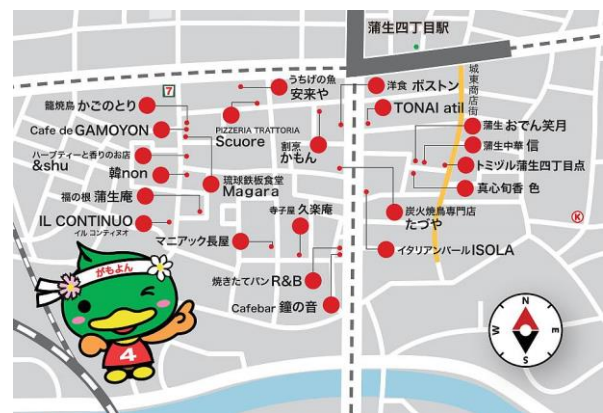 蒲生四丁目駅
城東商店街
7
うちげの魚
安来や
洋食 ボストン
籠焼鳥 かごのとり
TONAI atil
PIZZERIA TRATTORIA
Scuore
Cafe de GAMOYON
蒲生 おでん笑月
割烹
かもん
蒲生中華 信
ハーブティーと香りのお店
&shu
トミヅル蒲生四丁目点
韓non
琉球鉄板食堂
Magara
真心旬香 色
福の根 蒲生庵
炭火焼鳥専門店
たづや
寺子屋 久楽庵
IL CONTINUO
イル コンティヌオ
マニアック長屋
イタリアンバール ISOLA
焼きたてパン R&B
Cafebar 鐘の音
がもよん
4
K
N
W
E
S